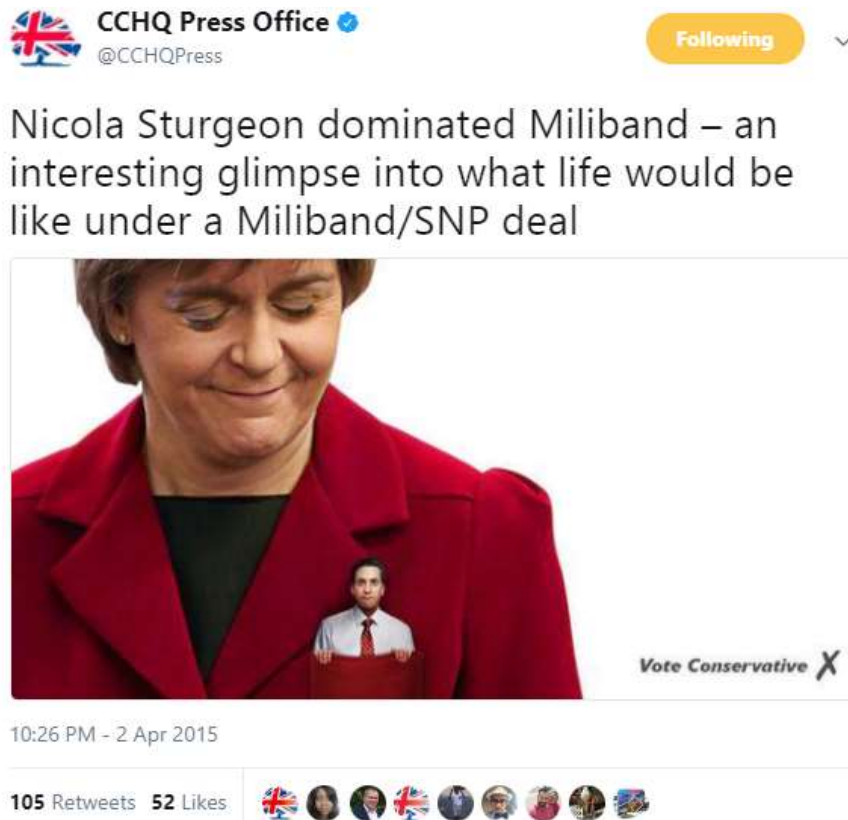 CCHQ Press Office
@CCHQPress
Following
Nicola Sturgeon dominated Miliband – an
interesting glimpse into what life would be
like under a Miliband/SNP deal
Vote Conservative X
10:26 PM - 2 Apr 2015
105 Retweets 52 Likes